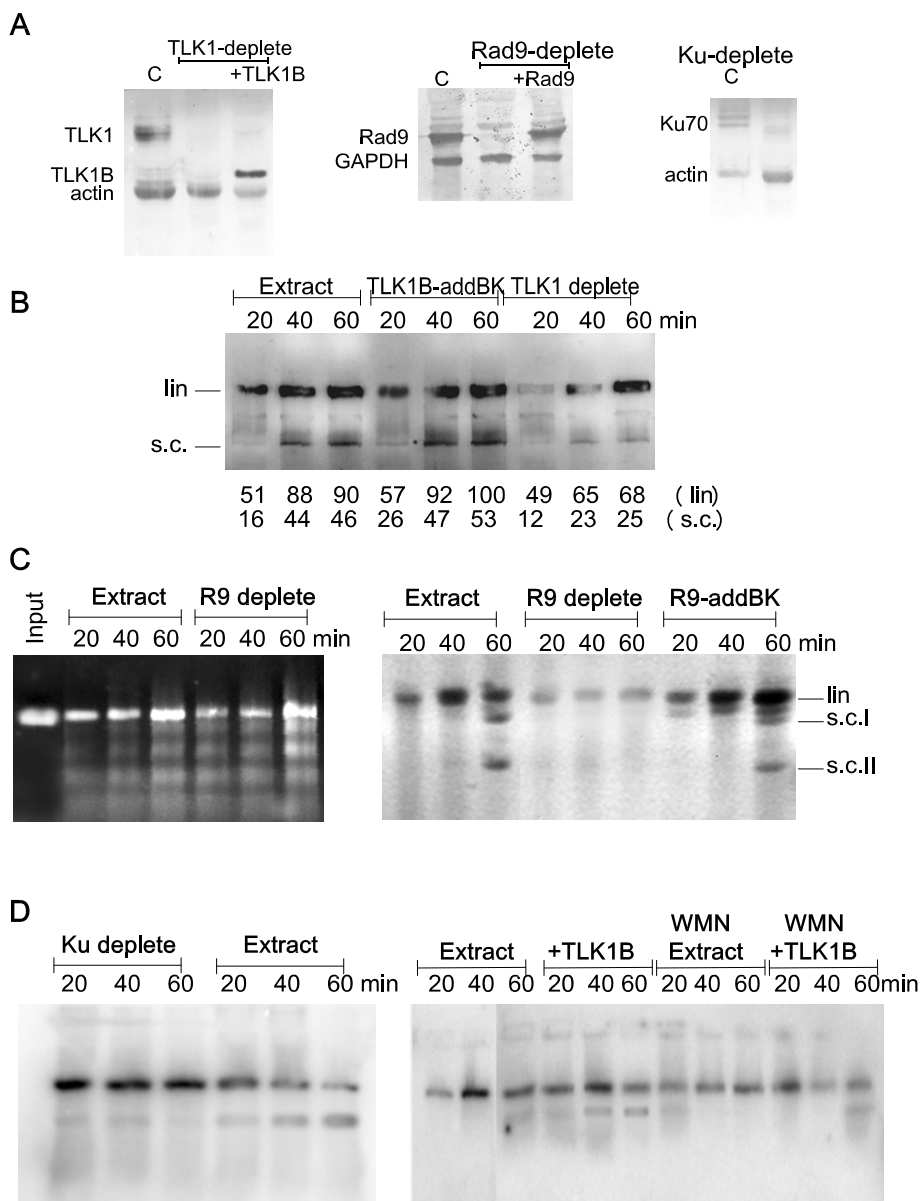 A
TLK1-deplete
C +TLK1B
TLK1
TLK1B
actin
Rad9-deplete
C +Rad9
Rad9
GAPDH
Ku-deplete
C
Ku70
actin
B
Extract TLK1B-addBK TLK1 deplete
20 40 60 20 40 60 20 40 60 min
lin
s.c.
51 88 90 57 92 100 49 65 68 ( lin)
16 44 46 26 47 53 12 23 25 ( s.c.)
C
Input
Extract R9 deplete
20 40 60 20 40 60 min
Extract R9 deplete R9-addBK
20 40 60 20 40 60 20 40 60 min
lin
s.c.I
s.c.II
D
Ku deplete Extract
20 40 60 20 40 60 min
WMN WMN
Extract +TLK1B Extract +TLK1B
20 40 60 20 40 60 20 40 60 20 40 60 min